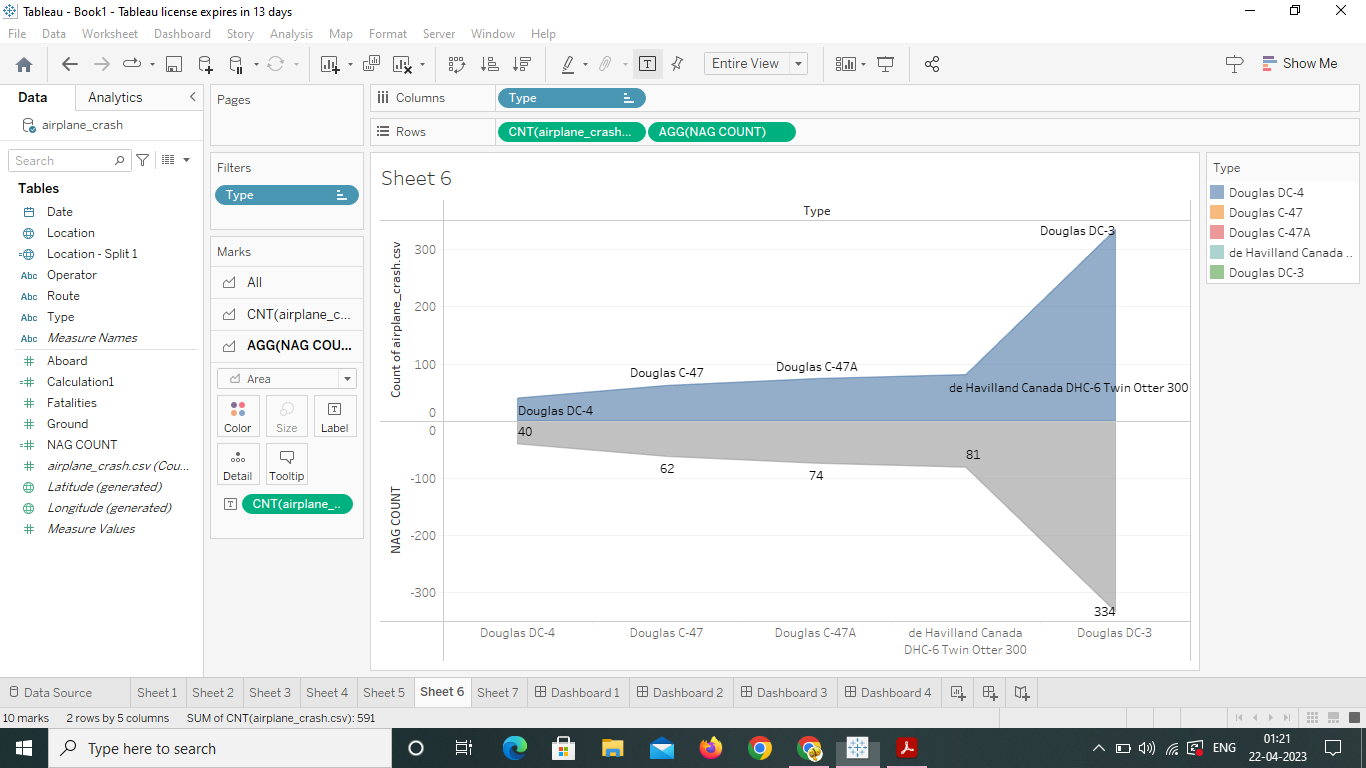 Tableau - Book1 - Tableau license expires in 13 days
File Data Worksheet Dashboard Story Analysis Map Format Server Window Help
Entire View
Show Me
Data
Analytics
airplane_crash
Search
Tables
Date
Location
Location - Split 1
Abc Operator
Abc Route
Abc Type
Abc Measure Names
Aboard
Calculation1
Fatalities
Ground
NAG COUNT
airplane_crash.csv (Cou...
Latitude (generated)
Longitude (generated)
Measure Values
Pages
Filters
Type
Marks
All
CNT(airplane_c...
AGG(NAG COU...
Area
Color
Size
Label
Detail
Tooltip
CNT(airplane_..
Columns
Type
Rows
CNT(airplane_crash...
AGG(NAG COUNT)
Sheet 6
Type
Count of airplane_crash.csv
300
200
100
0
Douglas DC-4
Douglas C-47
Douglas C-47A
de Havilland Canada DHC-6 Twin Otter 300
Douglas DC-3
NAG COUNT
0
-100
-200
-300
40
62
74
81
334
Douglas DC-4
Douglas C-47
Douglas C-47A
de Havilland Canada
DHC-6 Twin Otter 300
Douglas DC-3
Type
Douglas DC-4
Douglas C-47
Douglas C-47A
de Havilland Canada ..
Douglas DC-3
Data Source
Sheet 1
Sheet 2
Sheet 3
Sheet 4
Sheet 5
Sheet 6
Sheet 7
Dashboard 1
Dashboard 2
Dashboard 3
Dashboard 4
10 marks
2 rows by 5 columns
SUM of CNT(airplane_crash.csv): 591
Type here to search
ENG
01:21
22-04-2023